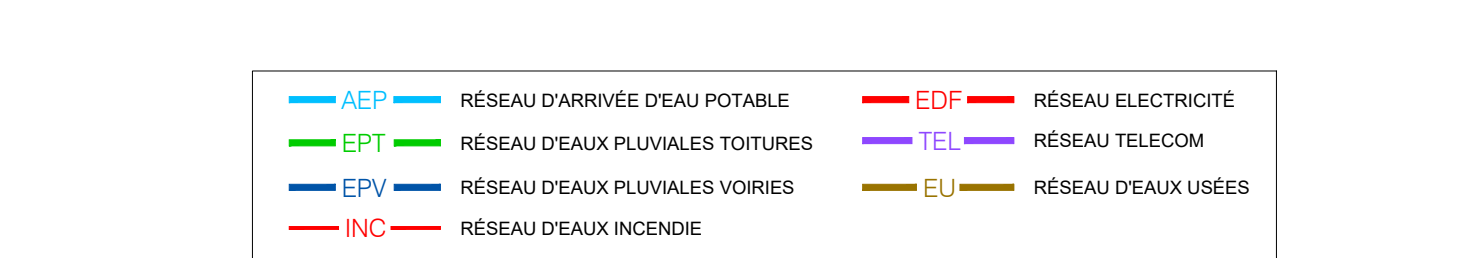 AEP RÉSEAU D'ARRIVÉE D'EAU POTABLE
EPT RÉSEAU D'EAUX PLUVIALES TOITURES
EPV RÉSEAU D'EAUX PLUVIALES VOIRIES
INC RÉSEAU D'EAUX INCENDIE
EDF RÉSEAU ELECTRICITÉ
TEL RÉSEAU TELECOM
EU RÉSEAU D'EAUX USÉES